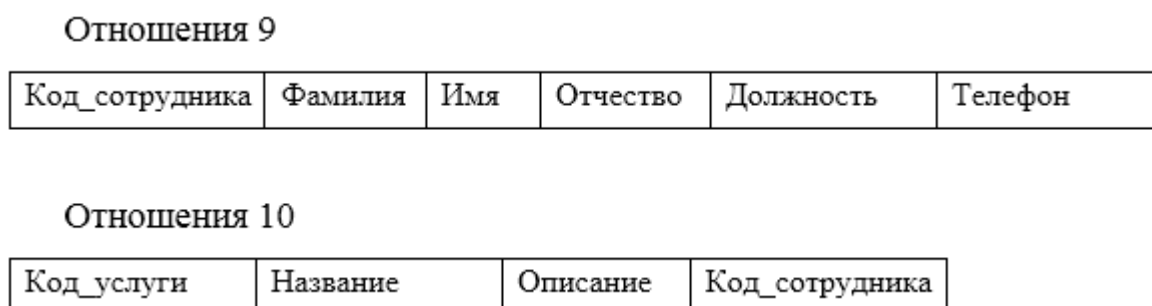 Отношения 9
Код_сотрудника Фамилия Имя Отчество Должность Телефон
Отношения 10
Код_услуги Название Описание Код_сотрудника